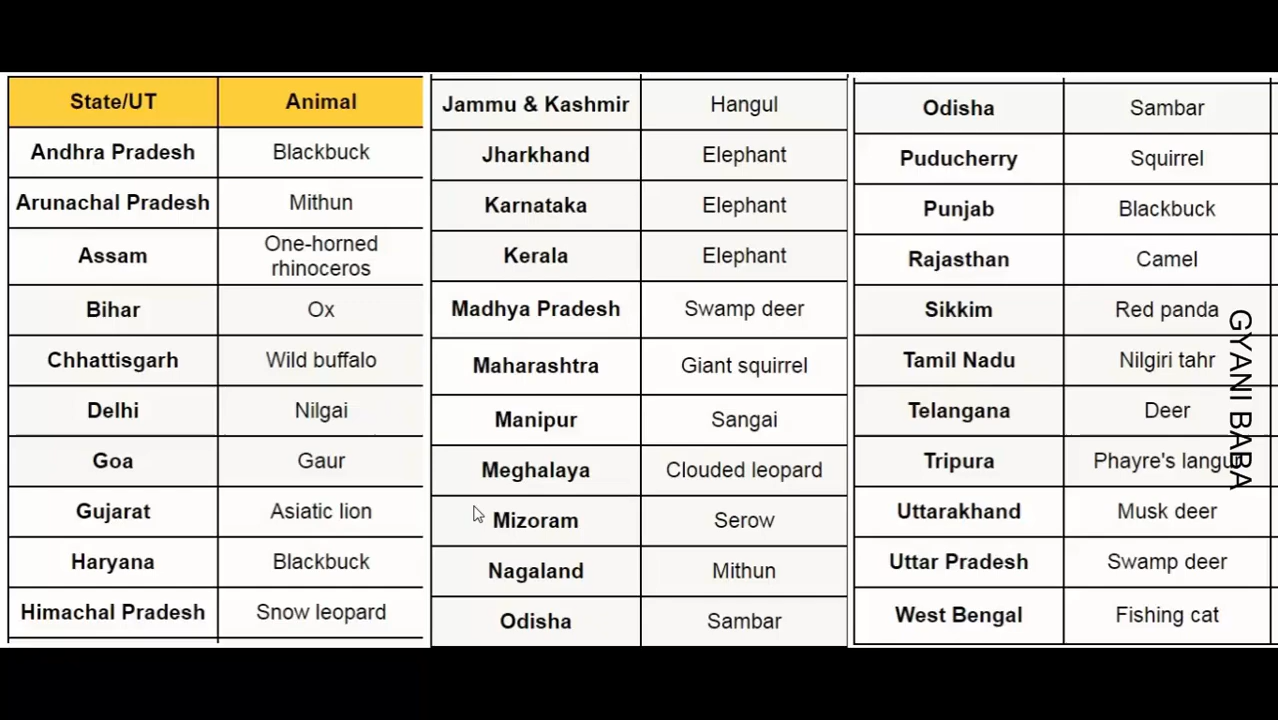 State/UT Animal
Andhra Pradesh Blackbuck
Arunachal Pradesh Mithun
Assam One-horned
rhinoceros
Bihar Ox
Chhattisgarh Wild buffalo
Delhi Nilgai
Goa Gaur
Gujarat Asiatic lion
Haryana Blackbuck
Himachal Pradesh Snow leopard
Jammu & Kashmir Hangul
Jharkhand Elephant
Karnataka Elephant
Kerala Elephant
Madhya Pradesh Swamp deer
Maharashtra Giant squirrel
Manipur Sangai
Meghalaya Clouded leopard
Mizoram Serow
Nagaland Mithun
Odisha Sambar
Odisha Sambar
Puducherry Squirrel
Punjab Blackbuck
Rajasthan Camel
Sikkim Red panda
Tamil Nadu Nilgiri tahr
Telangana Deer
Tripura Phayre's langur
Uttarakhand Musk deer
Uttar Pradesh Swamp deer
West Bengal Fishing cat
GYANI BABA